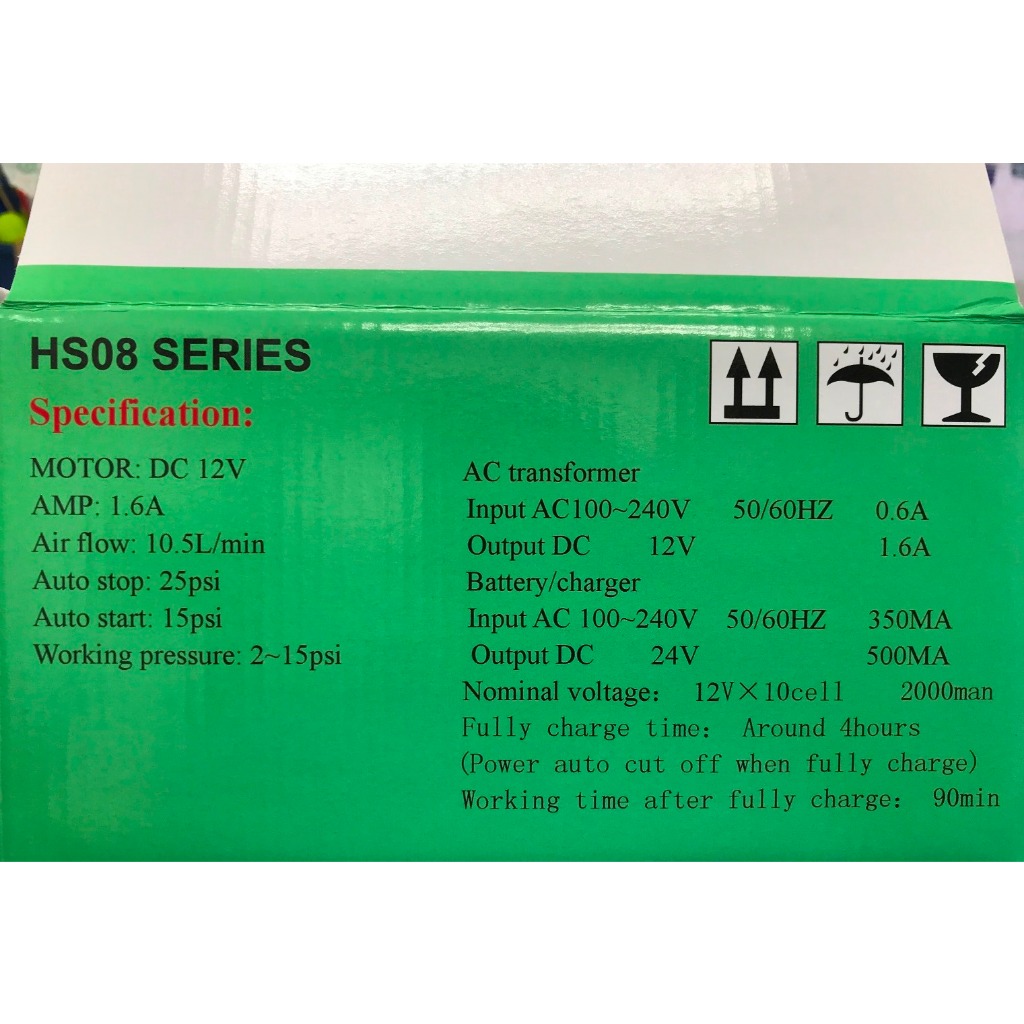 HS08 SERIES
Specification:
MOTOR: DC 12V
AMP: 1.6A
Air flow: 10.5L/min
Auto stop: 25psi
Auto start: 15psi
Working pressure: 2~15psi
AC transformer
Input AC100~240V 50/60HZ 0.6A
Output DC 12V 1.6A
Battery/charger
Input AC 100~240V 50/60HZ 350MA
Output DC 24V 500MA
Nominal voltage: 12V×10cell 2000man
Fully charge time: Around 4hours
(Power auto cut off when fully charge)
Working time after fully charge: 90min